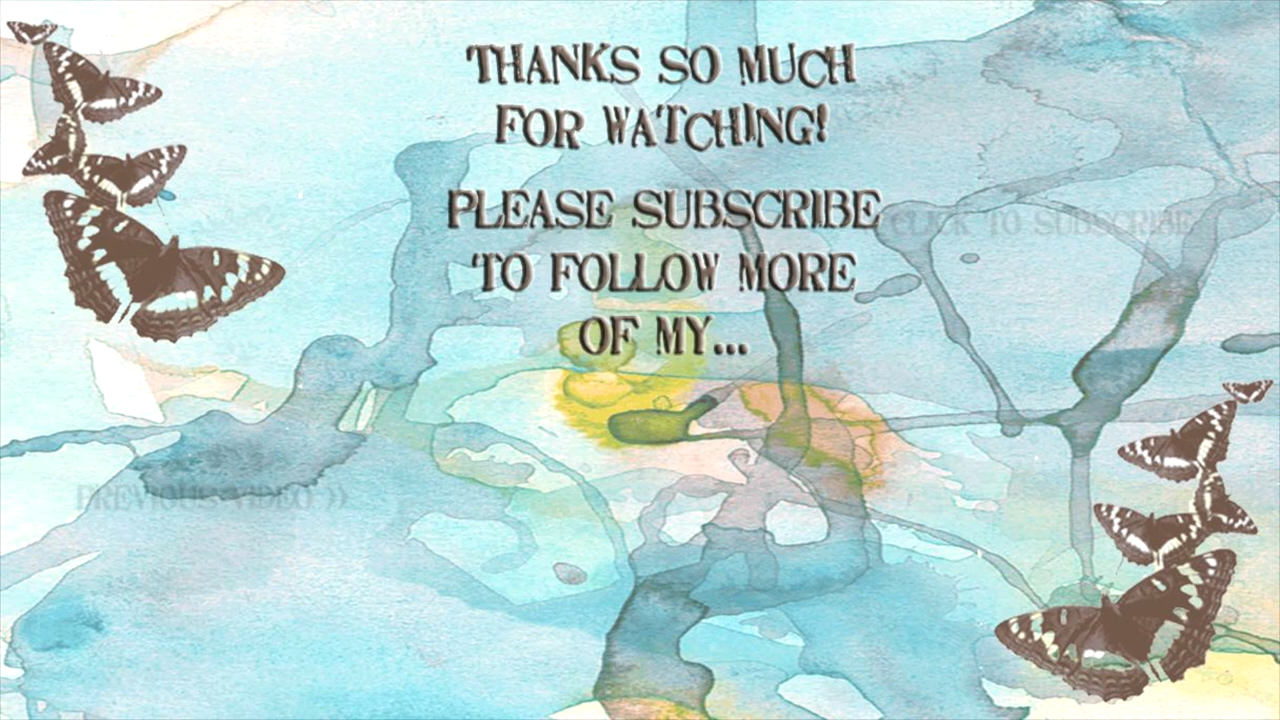 THANKS SO MUCH
FOR WATCHING!
PLEASE SUBSCRIBE
CLICK TO SUBSCRIBE
TO FOLLOW MORE
OF MY...
PREVIOUS VIDEO >>